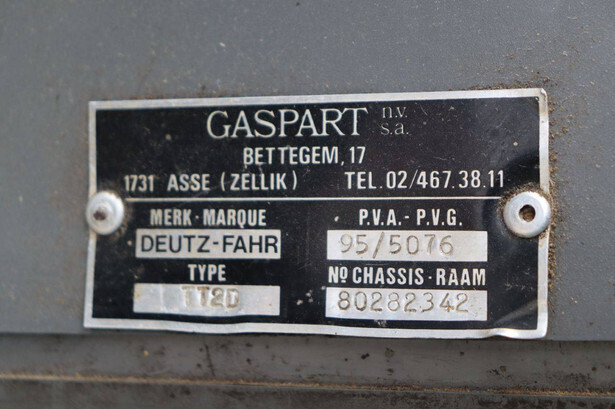 GASPART n.v. s.a.
BETTEGEM, 17
1731 ASSE (ZELLIK) TEL. 02/467.38.11
MERK - MARQUE P.V.A. - P.V.G.
DEUTZ-FAHR 95/5076
TYPE Nº CHASSIS - RAAM
TT2D 80282342